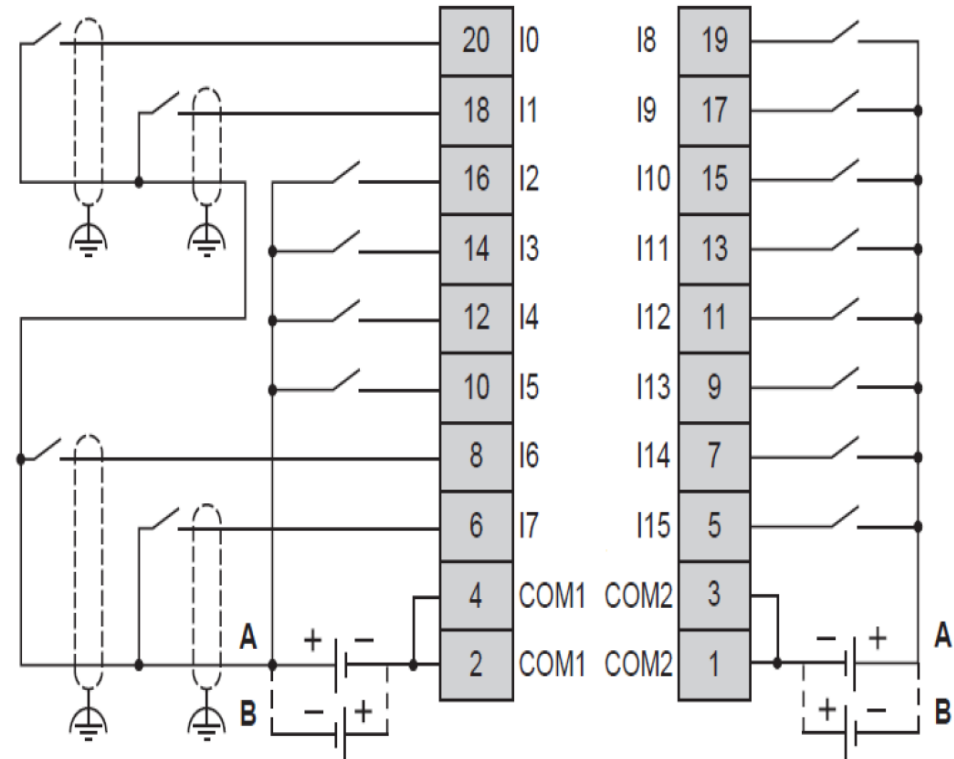 20 I0 I8 19
18 I1 I9 17
16 I2 I10 15
14 I3 I11 13
12 I4 I12 11
10 I5 I13 9
8 I6 I14 7
6 I7 I15 5
4 COM1 COM2 3
A + − 2 COM1 COM2 1 − + A
B − + + − B